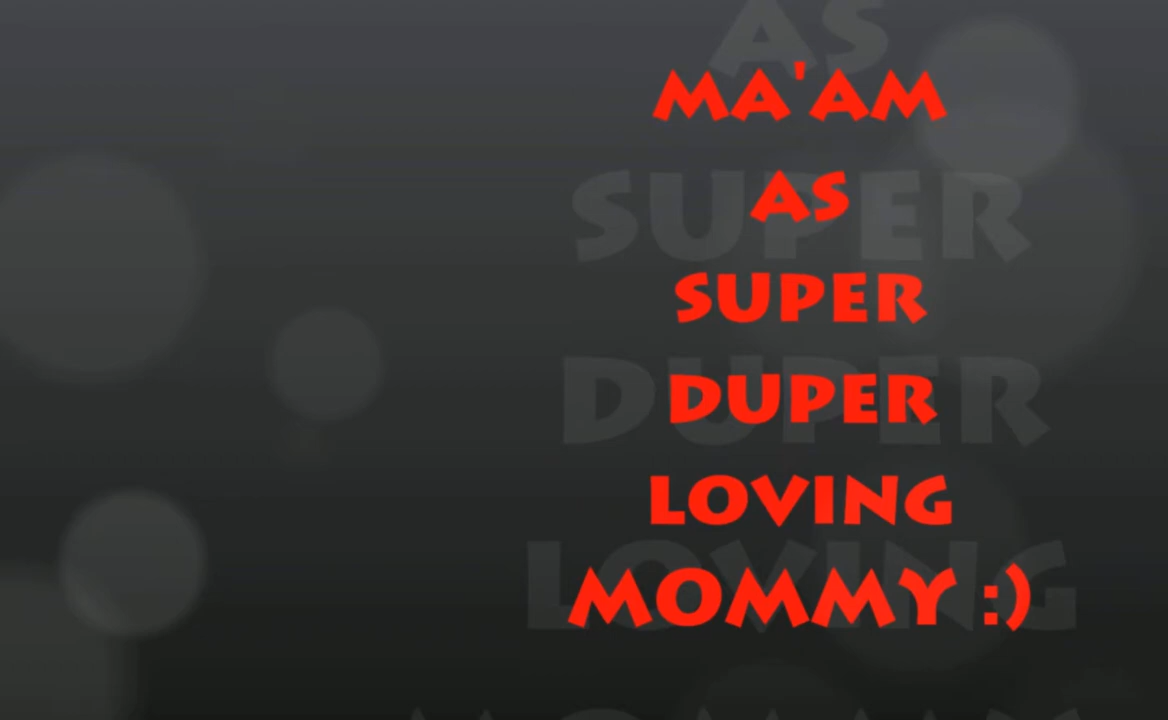 MA'AM
AS
SUPER
DUPER
LOVING
MOMMY :)